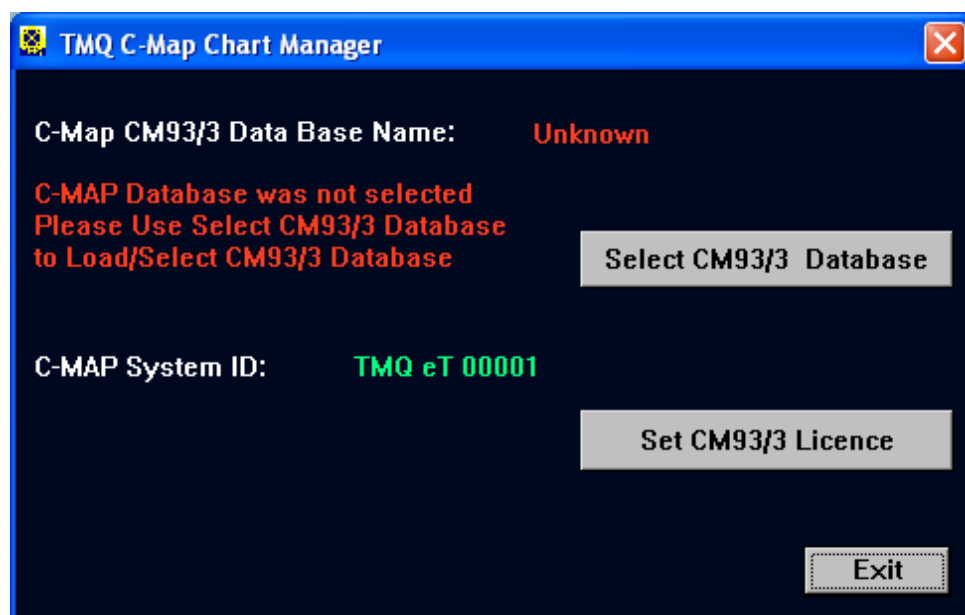 TMQ C-Map Chart Manager
C-Map CM93/3 Data Base Name: Unknown
C-MAP Database was not selected
Please Use Select CM93/3 Database
to Load/Select CM93/3 Database
Select CM93/3 Database
C-MAP System ID: TMQ eT 00001
Set CM93/3 Licence
Exit